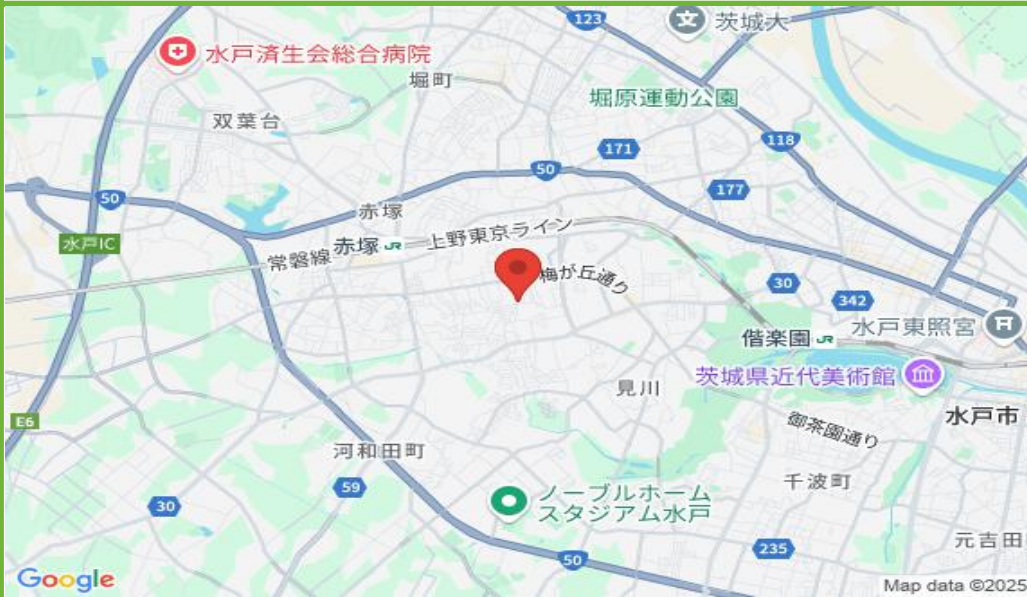 123
茨城大
水戸済生会総合病院
堀町
堀原運動公園
双葉台
118
171
50
177
50
赤塚
水戸IC
赤塚 JR
上野東京ライン
常磐線
梅が丘通り
30
342
水戸東照宮
偕楽園 JR
茨城県近代美術館
見川
水戸市
E6
御茶園通り
河和田町
千波町
59
30
ノーブルホーム
スタジアム水戸
235
元吉田
50
Google
Map data ©2025